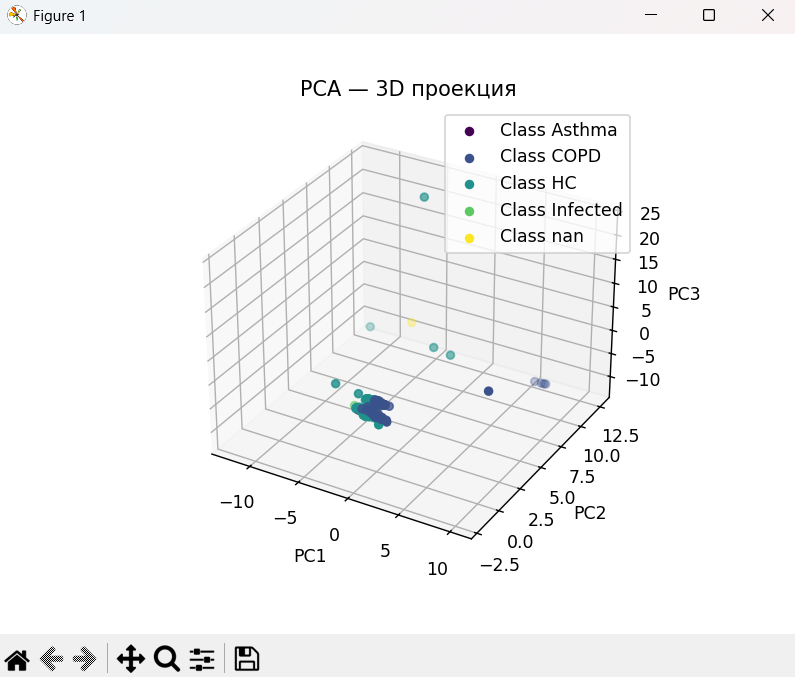 Figure 1
PCA — 3D проекция
Class Asthma
Class COPD
Class HC
Class Infected
Class nan
25
20
15
10
5
0
−5
−10
PC3
12.5
10.0
7.5
5.0
2.5
0.0
−2.5
PC2
−10
−5
0
5
10
PC1